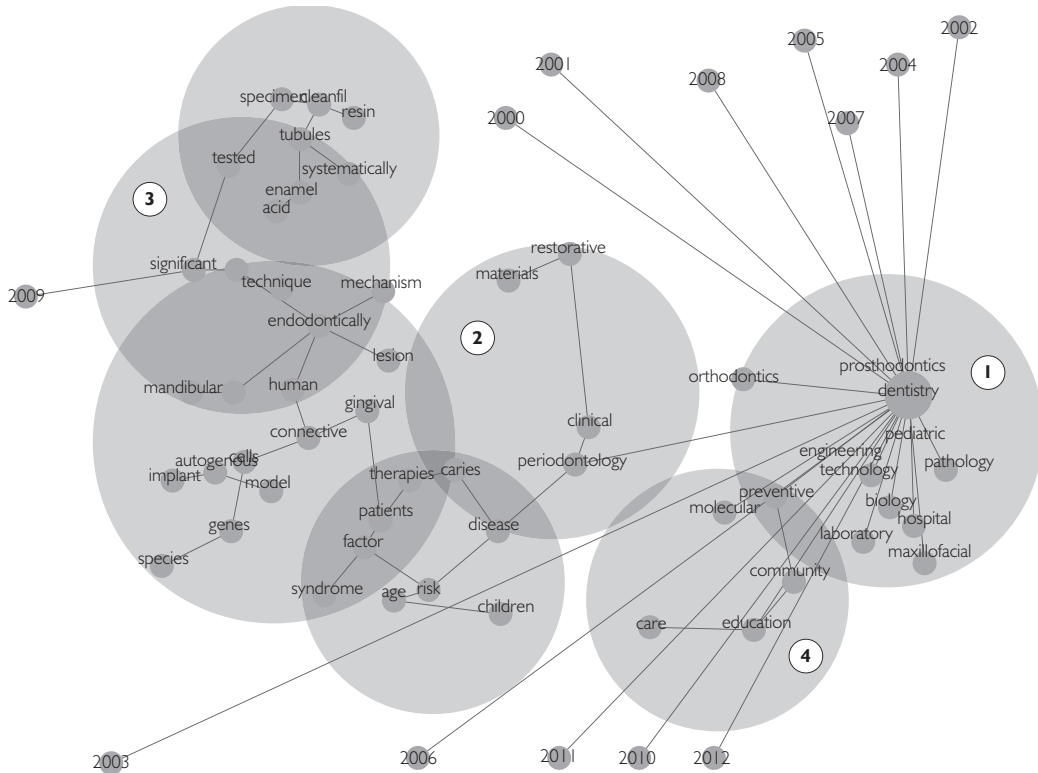 2002
2005
2001
2004
2008
specimen
cleanfil
resin
2000
2007
tubules
tested
systematically
enamel
acid
3
restorative
significant
materials
technique
mechanism
2009
endodontically
2
lesion
prosthodontics
1
orthodontics
mandibular
human
dentistry
gingival
clinical
connective
pediatric
engineering
cells
autogenous
periodontology
pathology
technology
caries
therapies
implant
model
preventive
biology
molecular
patients
hospital
genes
disease
laboratory
factor
maxillofacial
species
community
syndrome
age
risk
children
care
education
4
2003
2006
2011
2010
2012